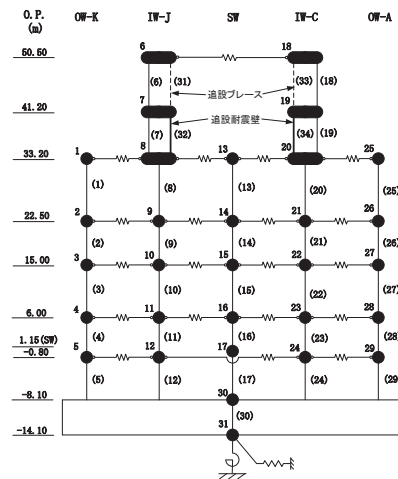 O.P. OW-K IW-J SW IW-C OW-A
(m)
50.50 6 18
(6) (31) (33) (18)
追設ブレース
41.20 7 19
(7) (32) 追設耐震壁 (34) (19)
33.20 1 8 13 20 25
(1) (8) (13) (20) (25)
22.50 2 9 14 21 26
(2) (9) (14) (21) (26)
15.00 3 10 15 22 27
(3) (10) (15) (22) (27)
6.00 4 11 16 23 28
1.15(SW) (4) (11) (16) (23) (28)
-0.80 5 12 17 24 29
(5) (12) (17) (24) (29)
-8.10 30
(30)
-14.10 31